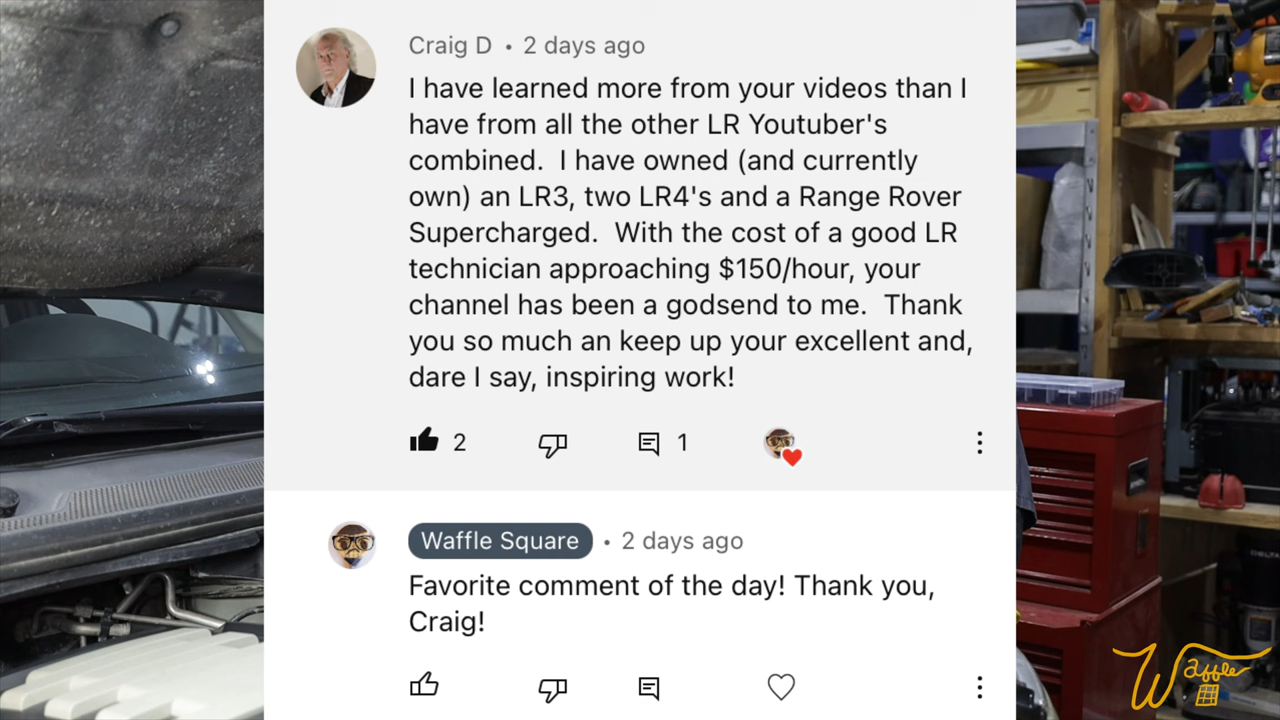 Craig D • 2 days ago
I have learned more from your videos than I
have from all the other LR Youtuber's
combined.  I have owned (and currently
own) an LR3, two LR4's and a Range Rover
Supercharged.  With the cost of a good LR
technician approaching $150/hour, your
channel has been a godsend to me.  Thank
you so much an keep up your excellent and,
dare I say, inspiring work!
2
1
Waffle Square • 2 days ago
Favorite comment of the day! Thank you,
Craig!
Waffle
DELTA